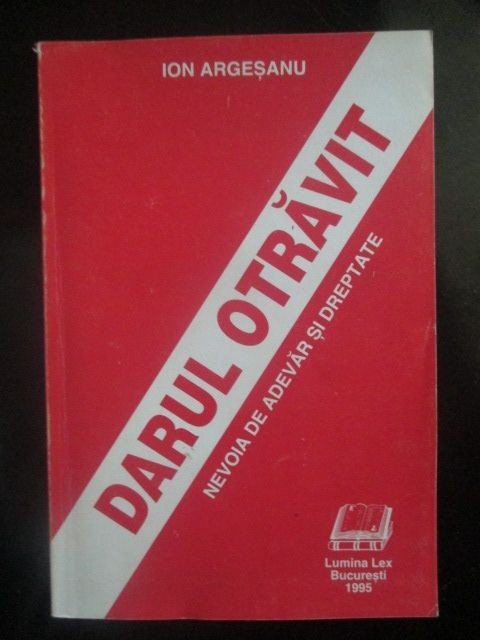 ION ARGEȘANU
DARUL OTRĂVIT
NEVOIA DE ADEVĂR ȘI DREPTATE
Lumina Lex
București
1995